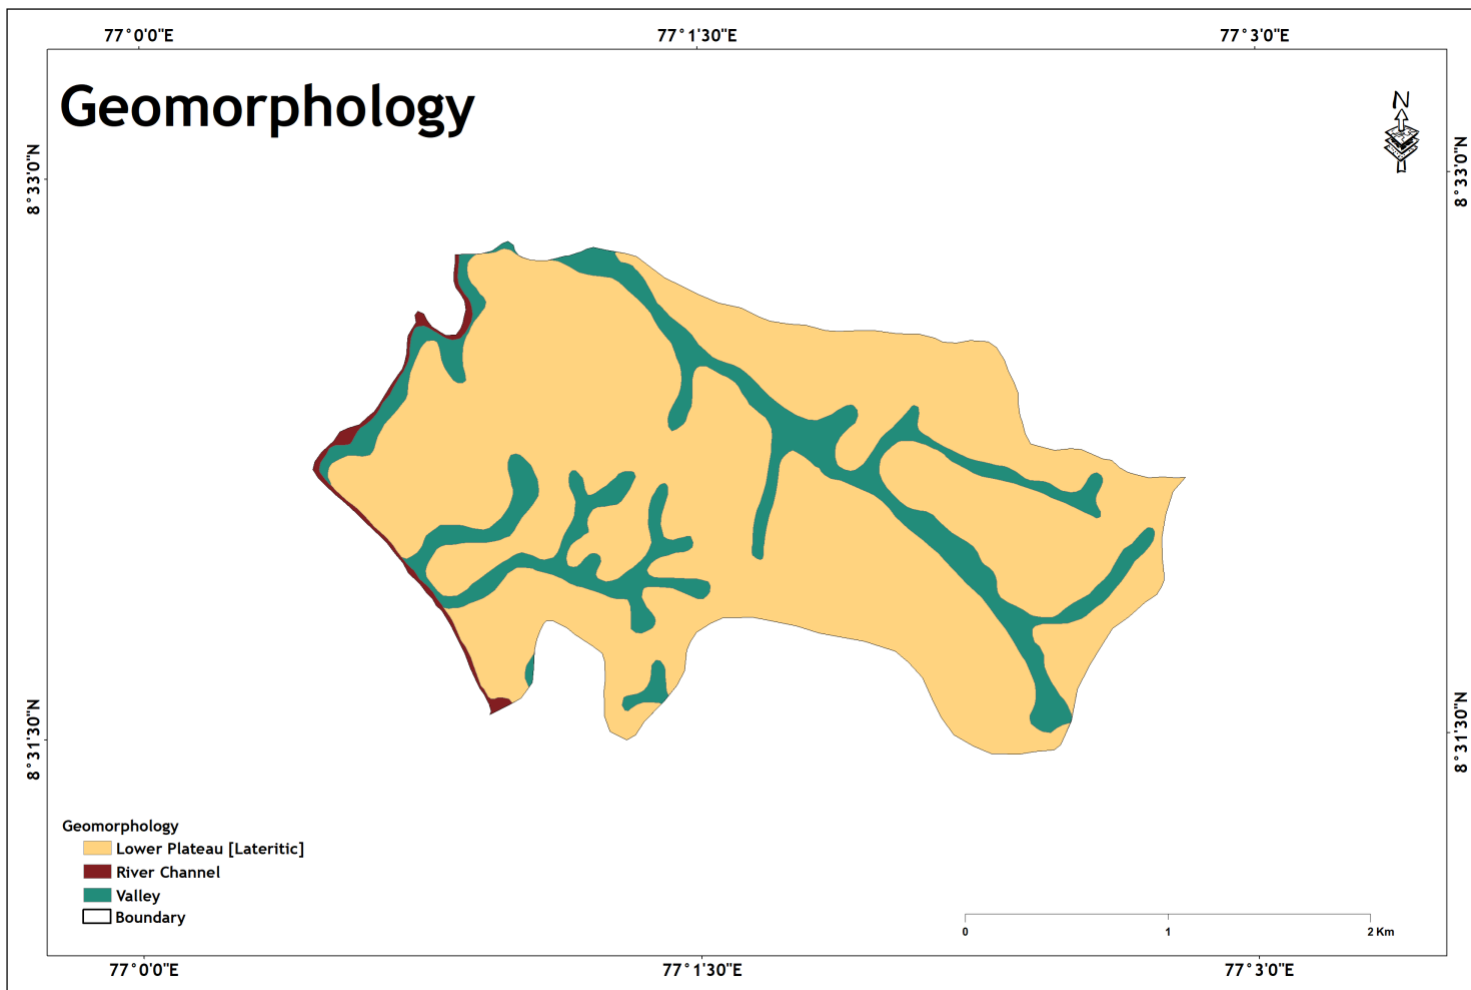 77°0'0"E 77°1'30"E 77°3'0"E
Geomorphology
N
8°33'0"N 8°33'0"N
8°31'30"N 8°31'30"N
Geomorphology
Lower Plateau [Lateritic]
River Channel
Valley
Boundary
0 1 2 Km
77°0'0"E 77°1'30"E 77°3'0"E